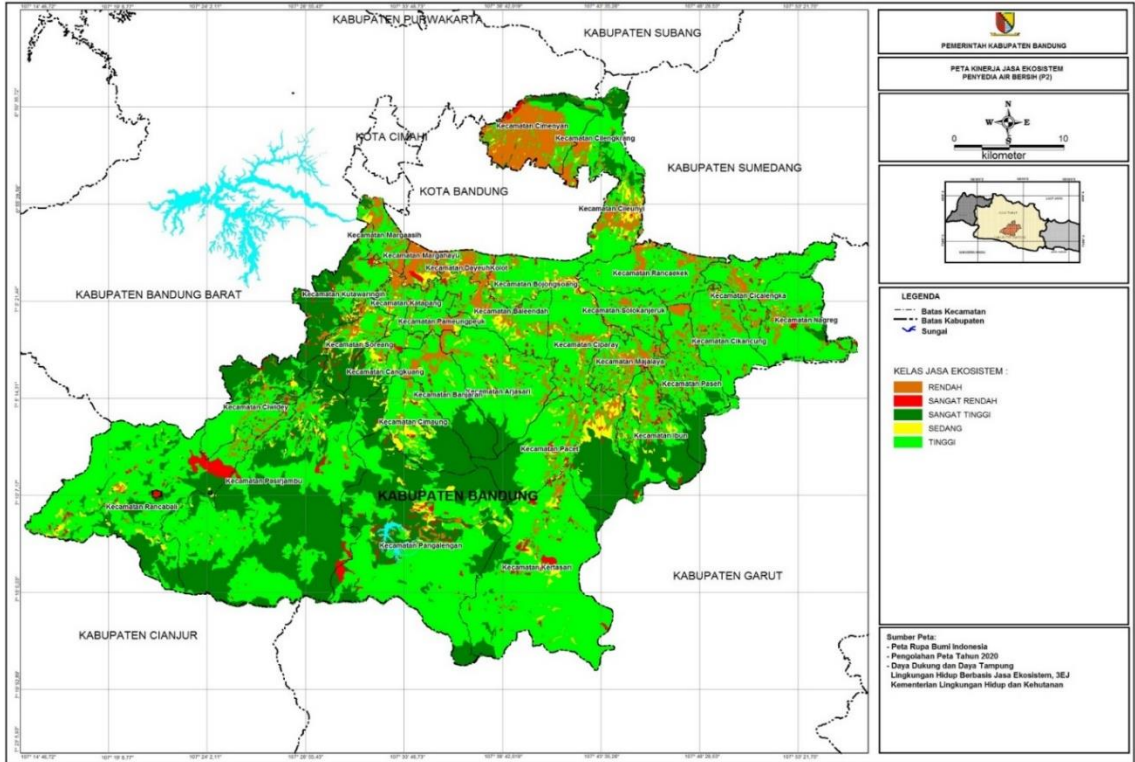 KABUPATEN PURWAKARTA
KABUPATEN SUBANG
KOTA CIMAHI
Kecamatan Cimenyan
Kecamatan Cilengkrang
KABUPATEN SUMEDANG
KOTA BANDUNG
Kecamatan Cileunyi
Kecamatan Margaasih
Kecamatan Margahayu
Kecamatan DayeuhKolot
Kecamatan Bojongsoang
Kecamatan Rancaekek
KABUPATEN BANDUNG BARAT
Kecamatan Kutawaringin
Kecamatan Katapang
Kecamatan Pameungpeuk
Kecamatan Baleendah
Kecamatan Solokanjeruk
Kecamatan Cicalengka
Kecamatan Nagreg
Kecamatan Soreang
Kecamatan Cangkuang
Kecamatan Ciparay
Kecamatan Majalaya
Kecamatan Cikancung
Kecamatan Banjaran
Kecamatan Arjasari
Kecamatan Paseh
Kecamatan Ciwidey
Kecamatan Cimaung
Kecamatan Pacet
Kecamatan Ibun
Kecamatan Pasirjambu
KABUPATEN BANDUNG
Kecamatan Rancabali
Kecamatan Pangalengan
Kecamatan Kertasari
KABUPATEN GARUT
KABUPATEN CIANJUR
PEMERINTAH KABUPATEN BANDUNG
PETA KINERJA JASA EKOSISTEM
PENYEDIA AIR BERSIH (P2)
N
W E
S
0 10
kilometer
LEGENDA
Batas Kecamatan
Batas Kabupaten
Sungai
KELAS JASA EKOSISTEM :
RENDAH
SANGAT RENDAH
SANGAT TINGGI
SEDANG
TINGGI
Sumber Peta:
- Peta Rupa Bumi Indonesia
- Pengolahan Peta Tahun 2020
- Daya Dukung dan Daya Tampung
Lingkungan Hidup Berbasis Jasa Ekosistem, 3EJ
Kementerian Lingkungan Hidup dan Kehutanan